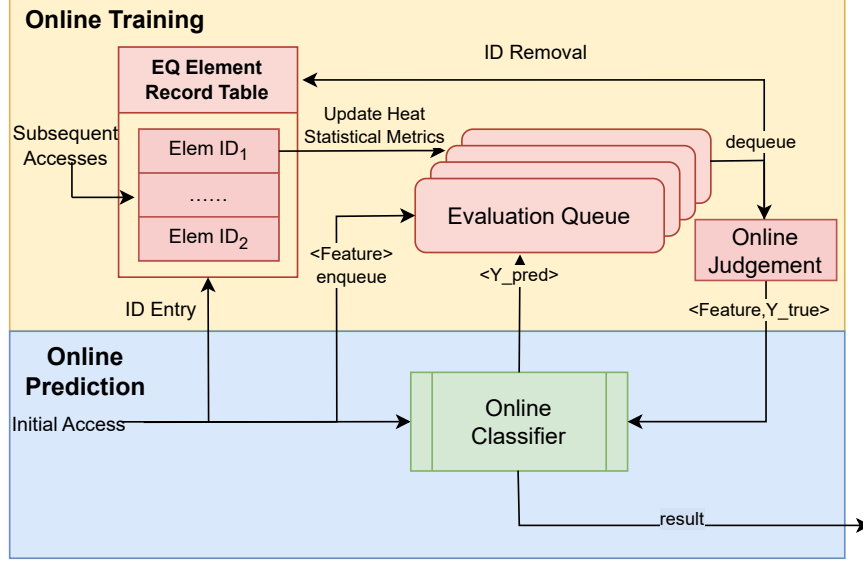 Online Training
ID Removal
EQ Element
Record Table
Update Heat
Statistical Metrics
Subsequent
Accesses
Elem ID1
......
Elem ID2
dequeue
Evaluation Queue
Online
Judgement
<Feature>
enqueue
<Y_pred>
<Feature,Y_true>
ID Entry
Online
Prediction
Initial Access
Online
Classifier
result